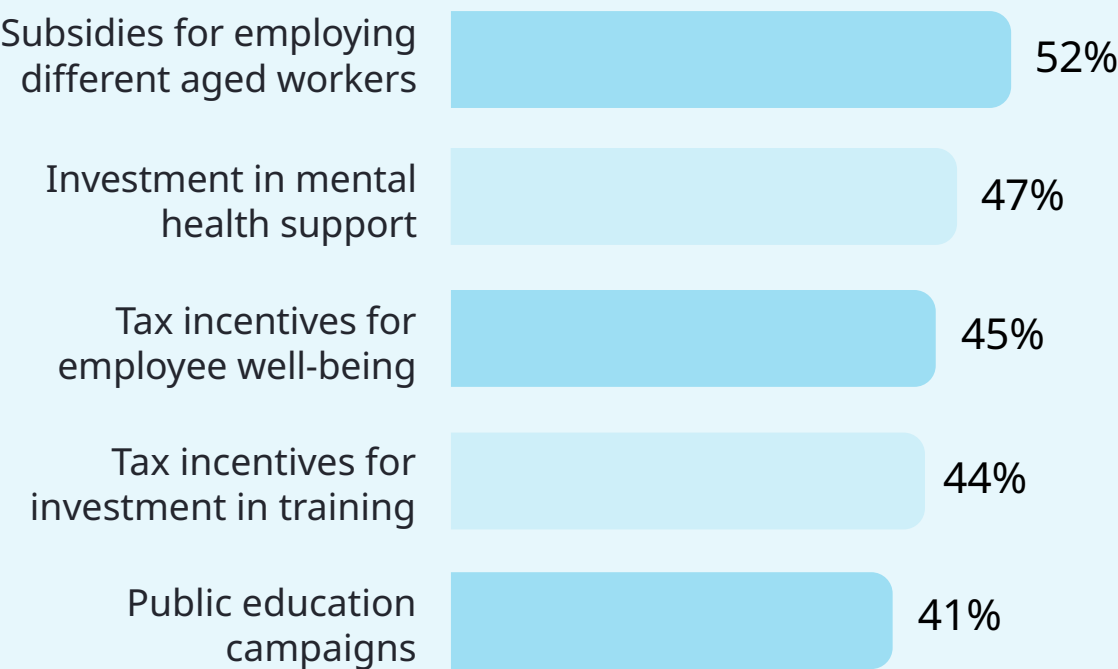 Subsidies for employing
different aged workers
52%
Investment in mental
health support
47%
Tax incentives for
employee well-being
45%
Tax incentives for
investment in training
44%
Public education
campaigns
41%